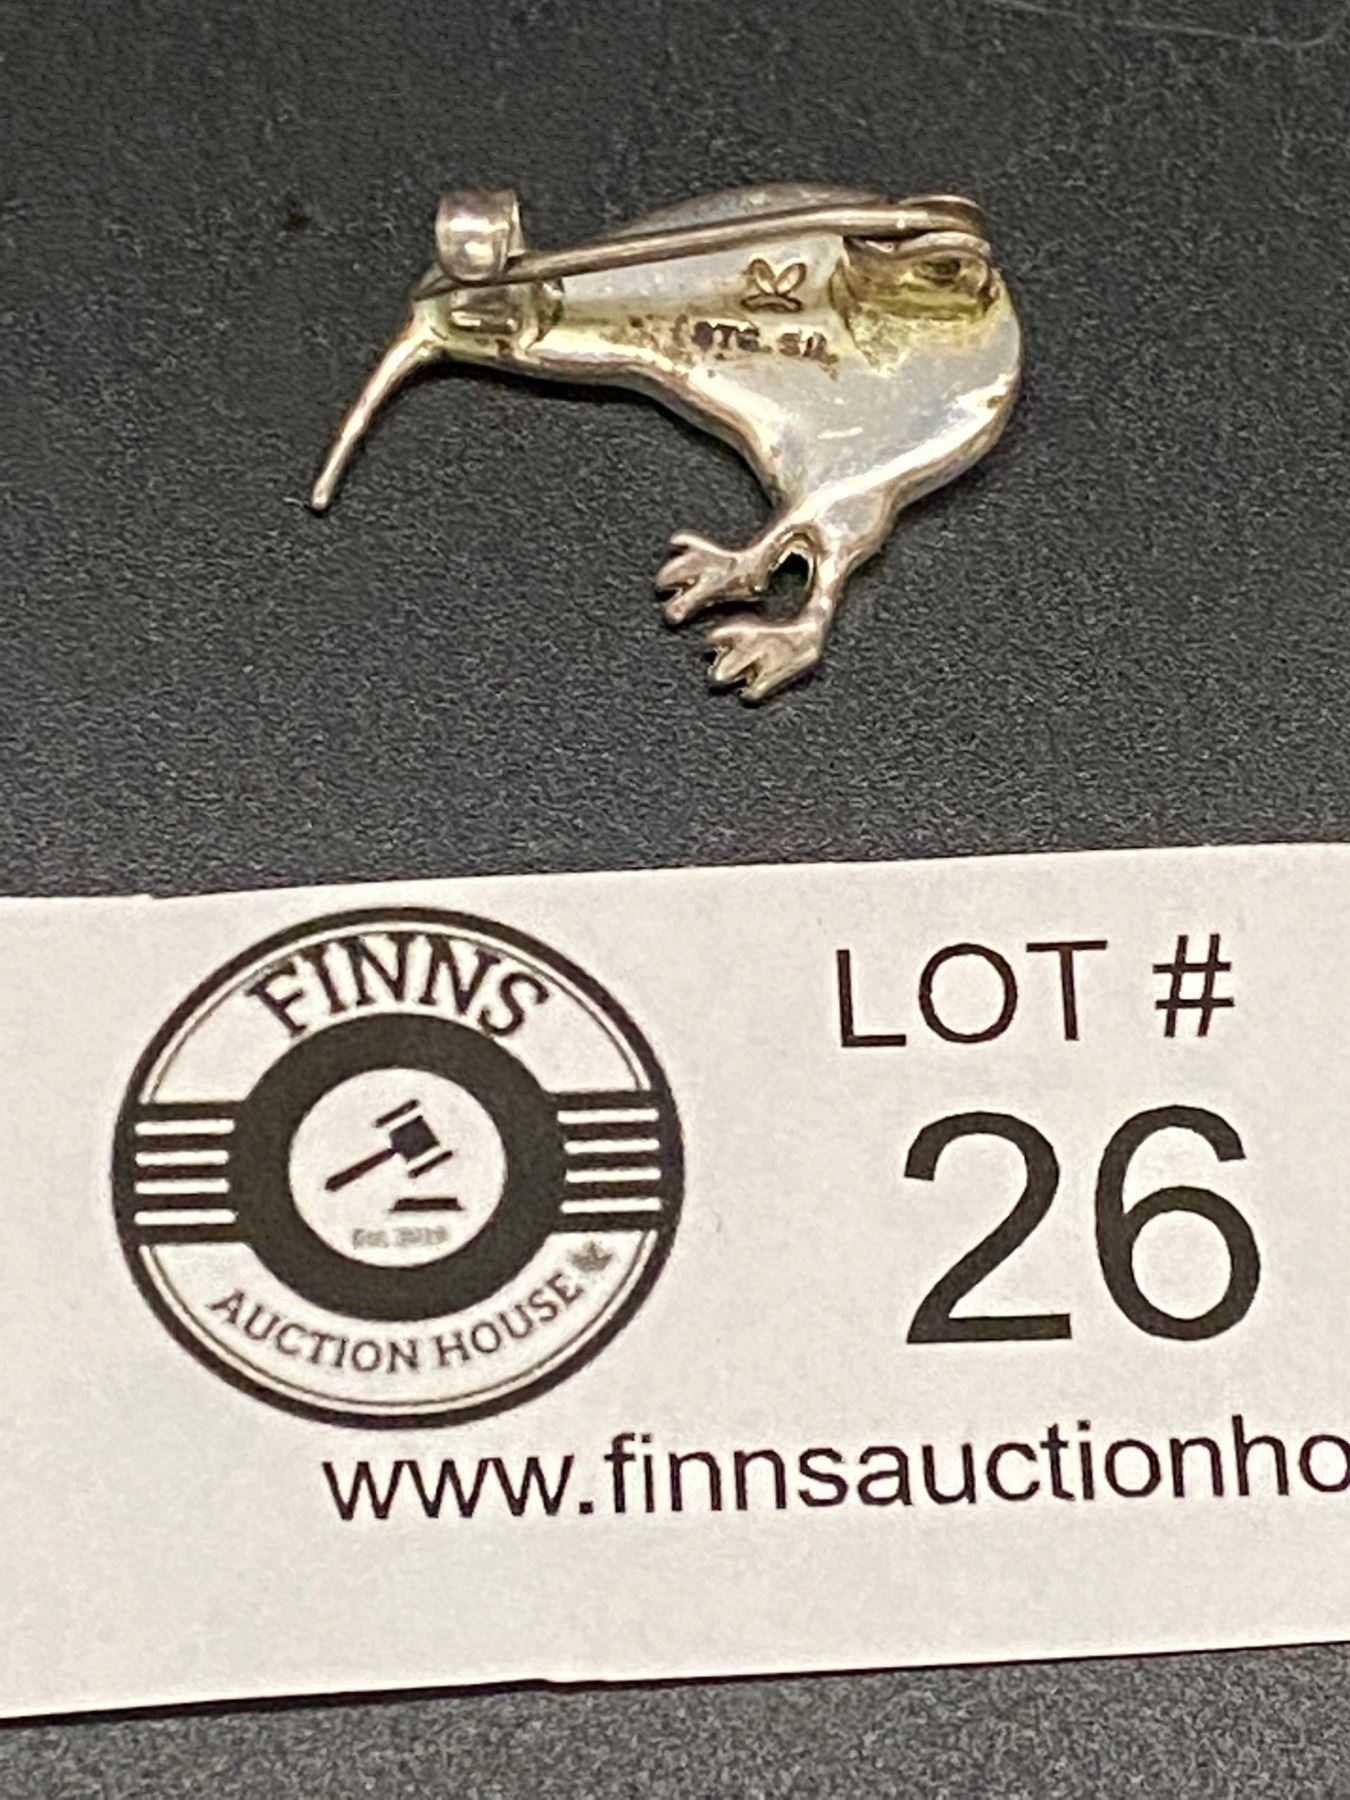 STG. SIL.
FINNS
AUCTION HOUSE
LOT #
26
www.finnsauctionho